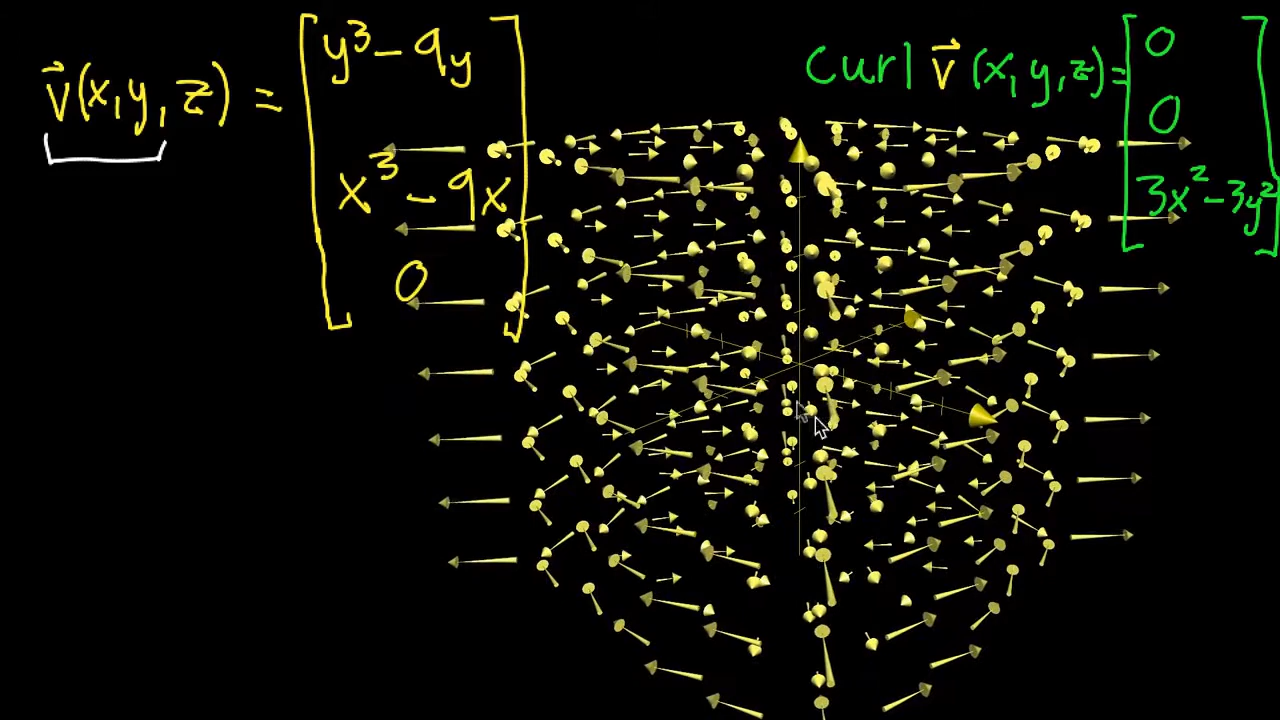 v⃗(x,y,z) = [y³-9y
x³-9x
0]
curl v⃗(x,y,z)= [0
0
3x²-3y²]